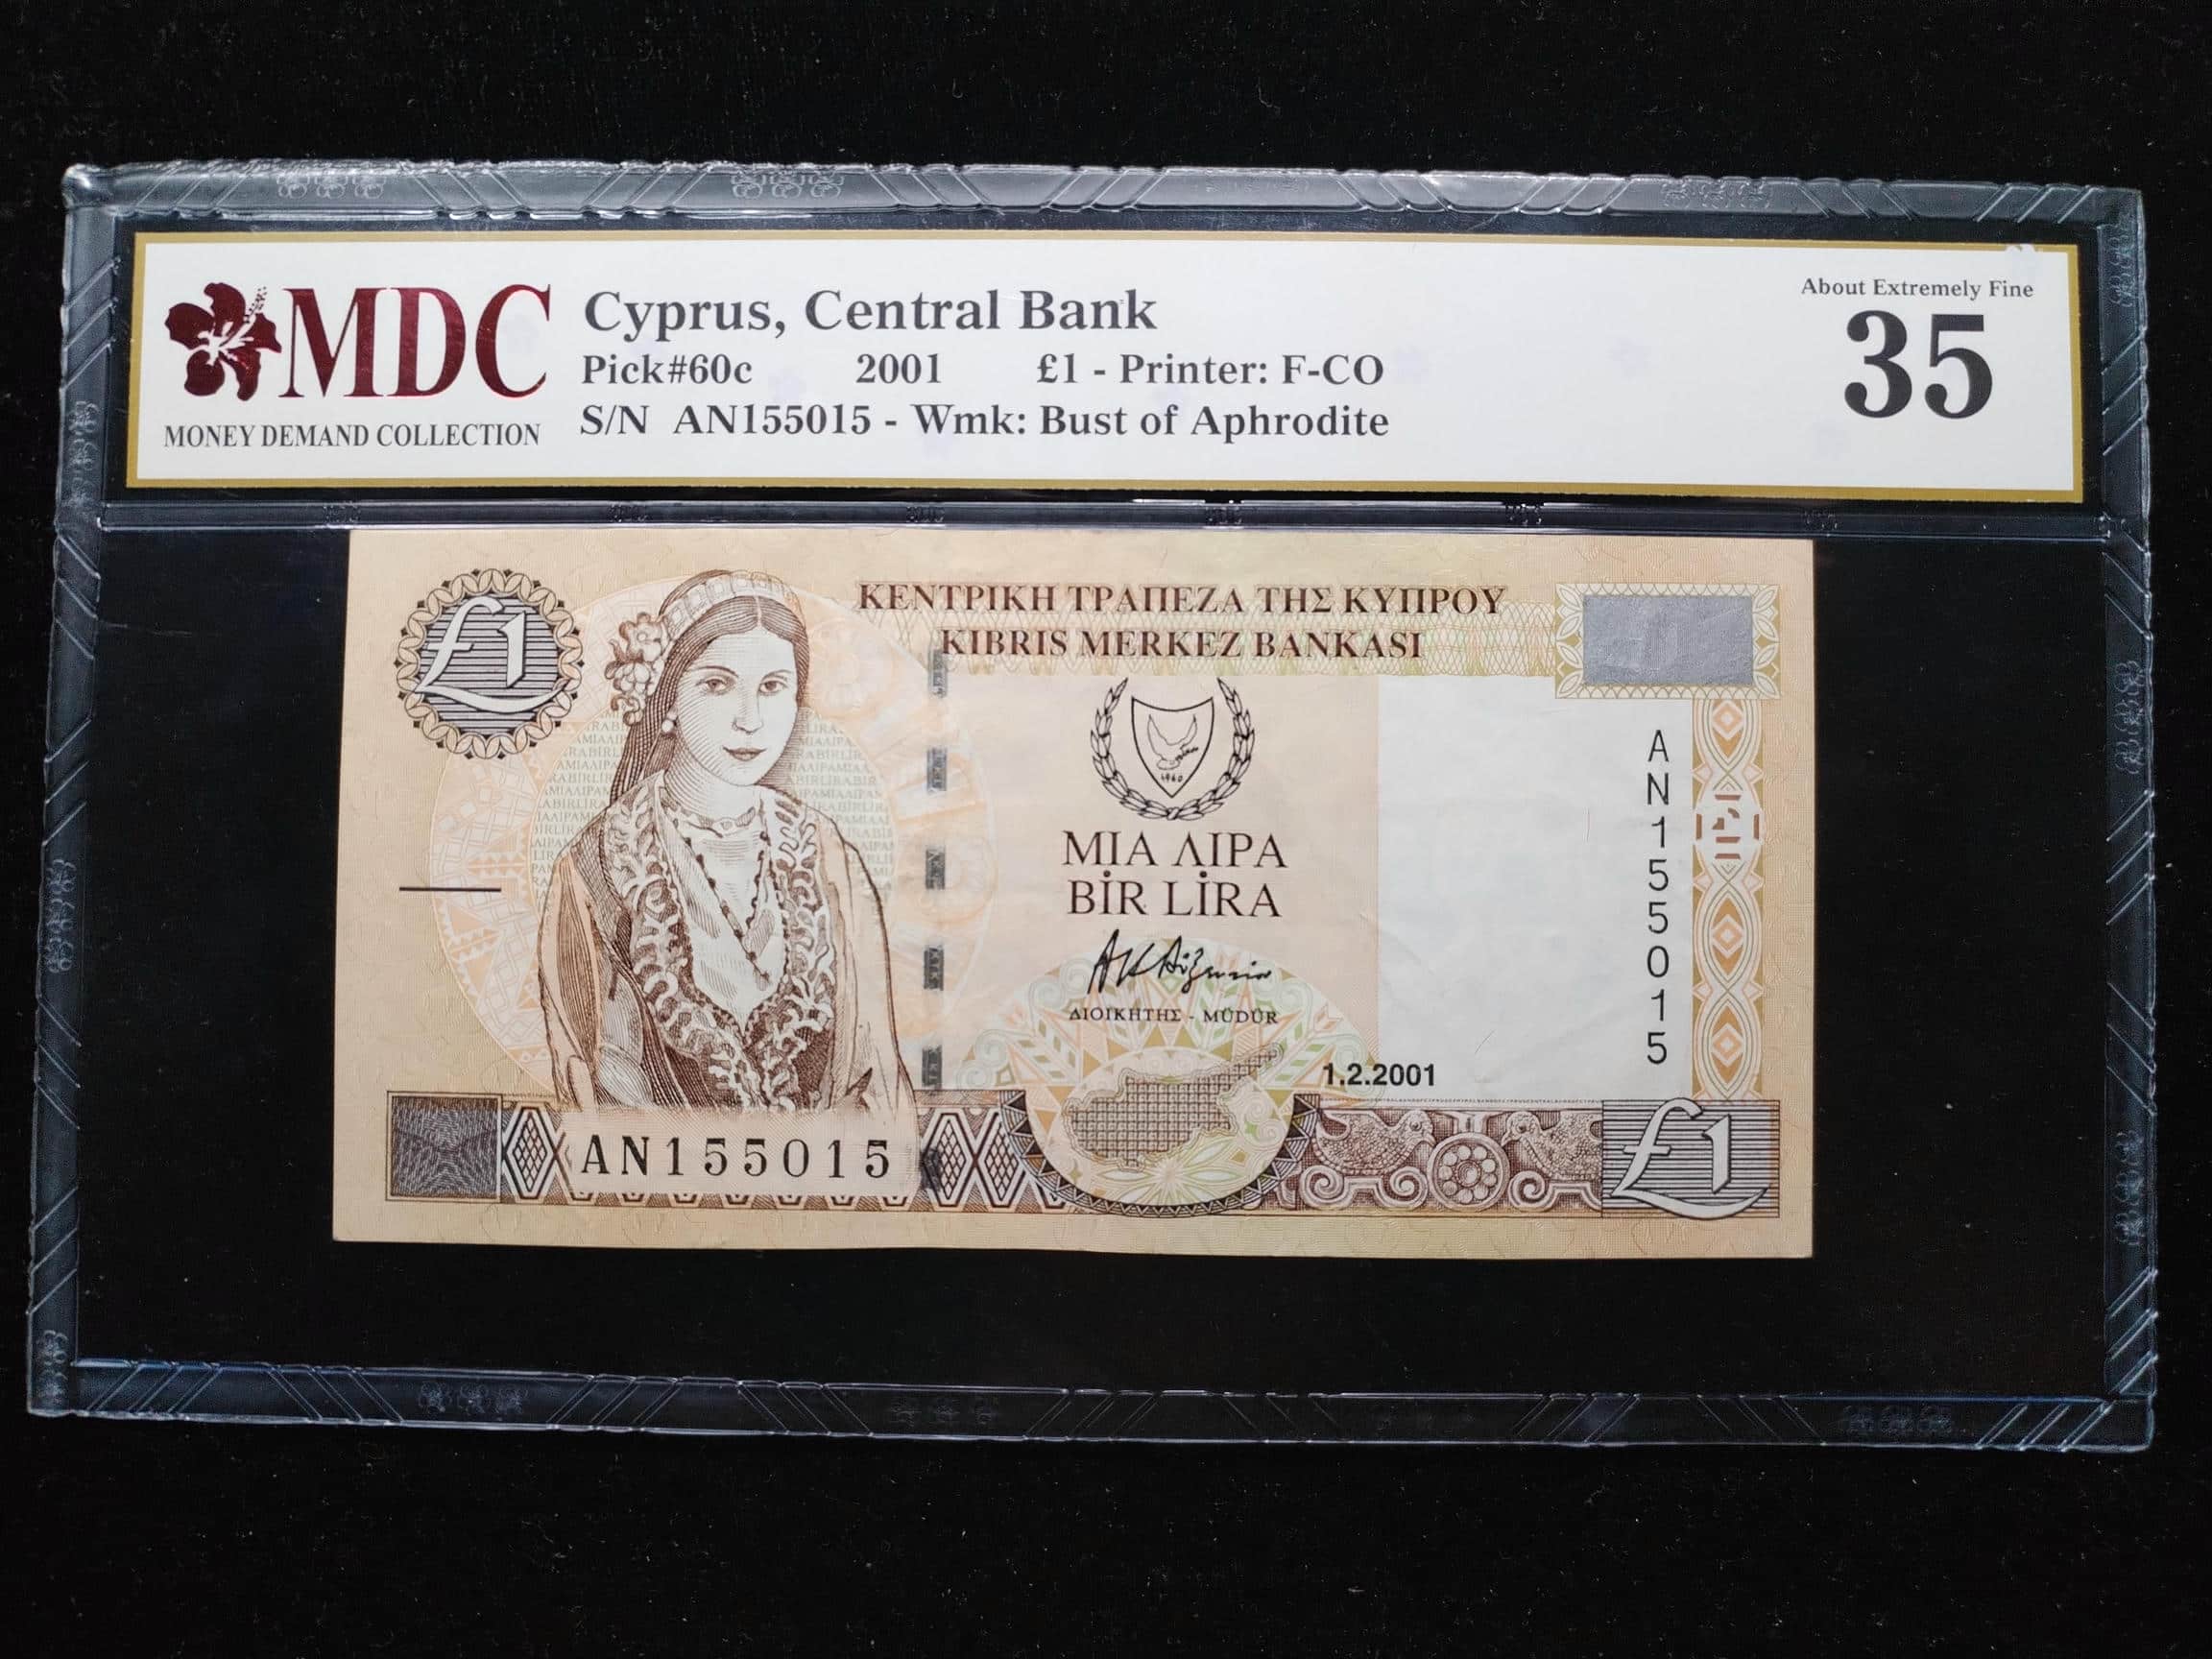 MDC
MONEY DEMAND COLLECTION
Cyprus, Central Bank
Pick#60c 2001 £1 - Printer: F-CO
S/N AN155015 - Wmk: Bust of Aphrodite
About Extremely Fine
35
£1
ΚΕΝΤΡΙΚΗ ΤΡΑΠΕΖΑ ΤΗΣ ΚΥΠΡΟΥ
KIBRIS MERKEZ BANKASI
1960
ΜΙΑ ΛΙΡΑ
BİR LİRA
ΔΙΟΙΚΗΤΗΣ - MÜDÜR
1.2.2001
AN155015
AN155015
£1